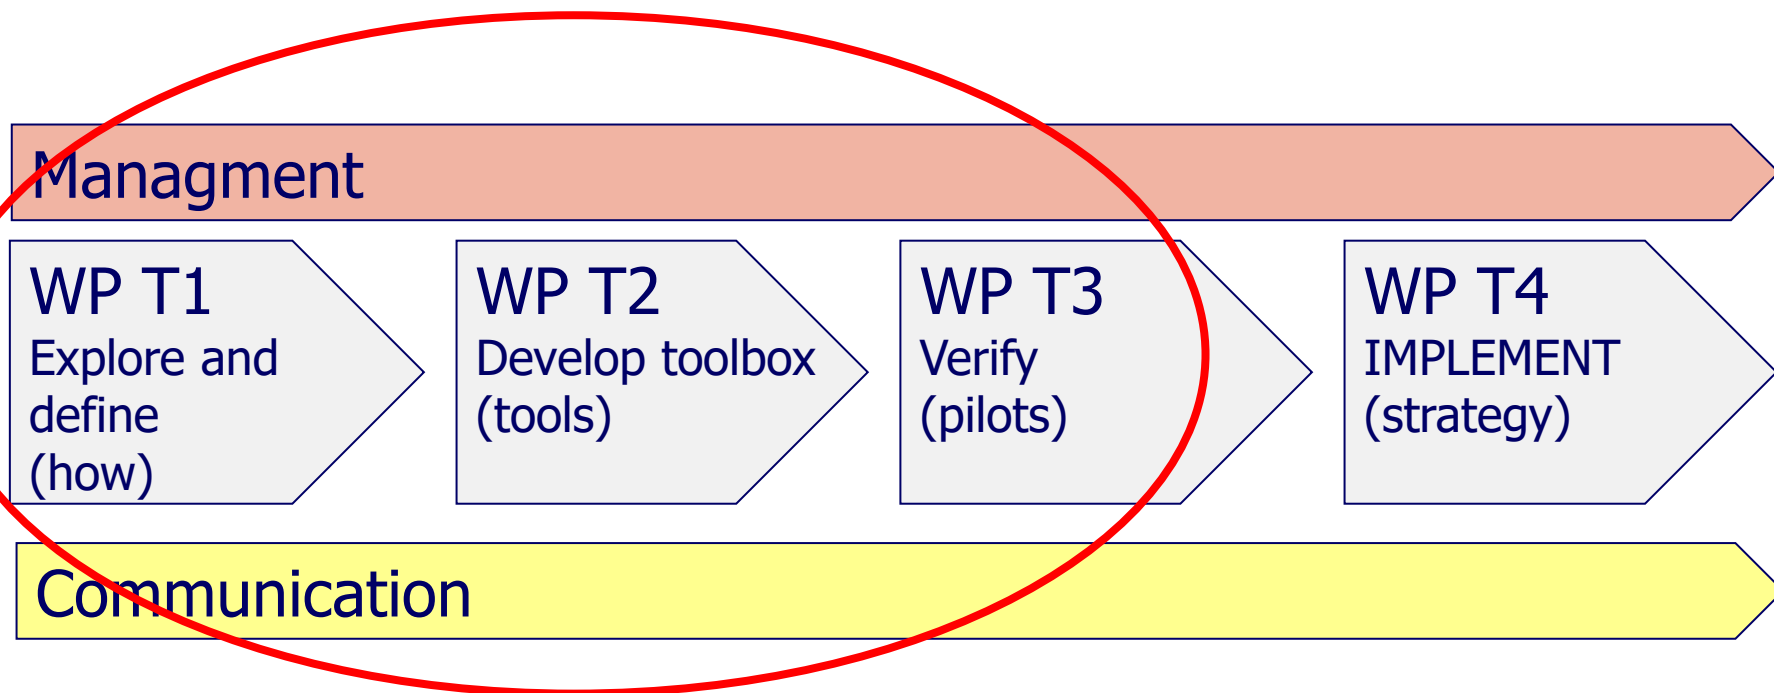 Managment
WP T1
Explore and
define
(how)
WP T2
Develop toolbox
(tools)
WP T3
Verify
(pilots)
WP T4
IMPLEMENT
(strategy)
Communication